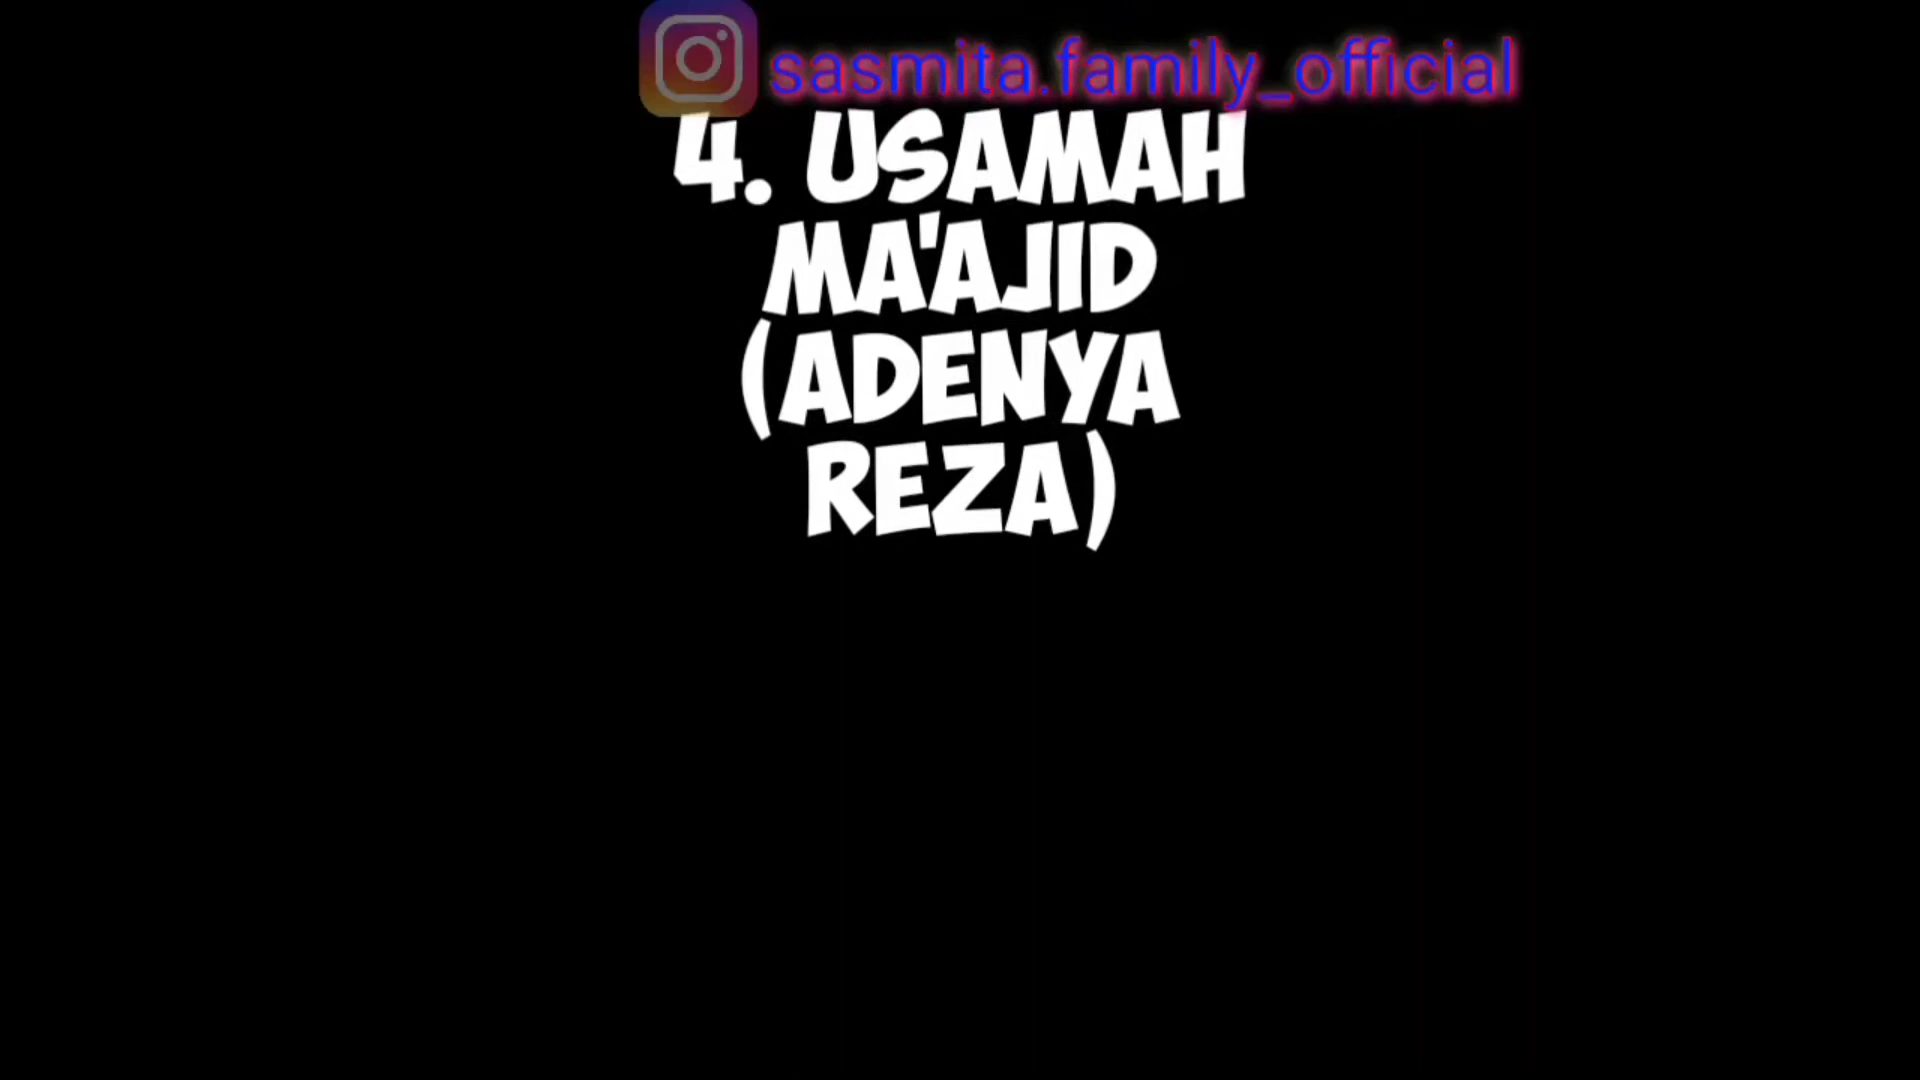 sasmita.family_official
4. USAMAH
MA'AJID
(ADENYA
REZA)